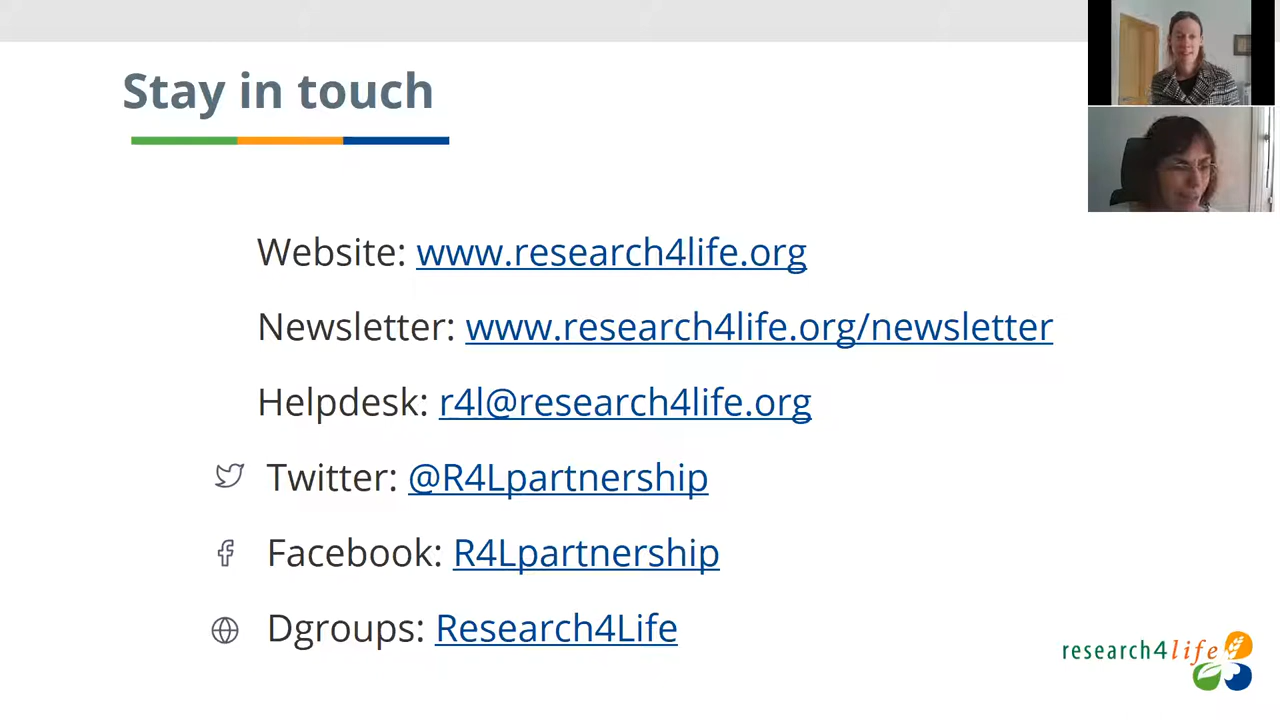 Stay in touch
Website: www.research4life.org
Newsletter: www.research4life.org/newsletter
Helpdesk: r4l@research4life.org
Twitter: @R4Lpartnership
Facebook: R4Lpartnership
Dgroups: Research4Life
research4life